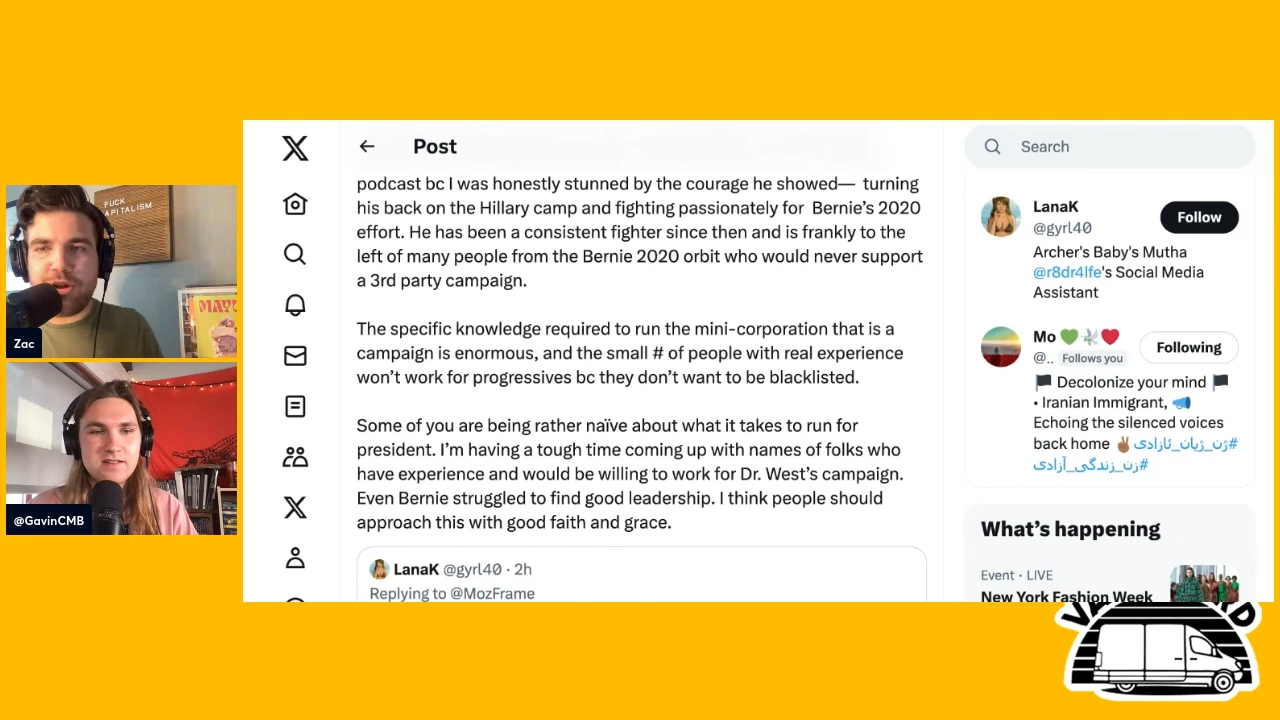 FUCK
CAPITALISM
MAYO
Zac
@GavinCMB
Post
podcast bc I was honestly stunned by the courage he showed— turning
his back on the Hillary camp and fighting passionately for Bernie's 2020
effort. He has been a consistent fighter since then and is frankly to the
left of many people from the Bernie 2020 orbit who would never support
a 3rd party campaign.
The specific knowledge required to run the mini-corporation that is a
campaign is enormous, and the small # of people with real experience
won't work for progressives bc they don't want to be blacklisted.
Some of you are being rather naïve about what it takes to run for
president. I'm having a tough time coming up with names of folks who
have experience and would be willing to work for Dr. West's campaign.
Even Bernie struggled to find good leadership. I think people should
approach this with good faith and grace.
LanaK @gyrl40 · 2h
Replying to @MozFrame
Search
LanaK
@gyrl40
Follow
Archer's Baby's Mutha
@r8dr4lfe's Social Media
Assistant
Mo 💚🕊️❤️
@.. Follows you
Following
🏴 Decolonize your mind 🏴
• Iranian Immigrant, 📣
Echoing the silenced voices
back home ✌🏾 #ژن_ژیان_ئازادی
#زن_زندگی_آزادی
What's happening
Event · LIVE
New York Fashion Week